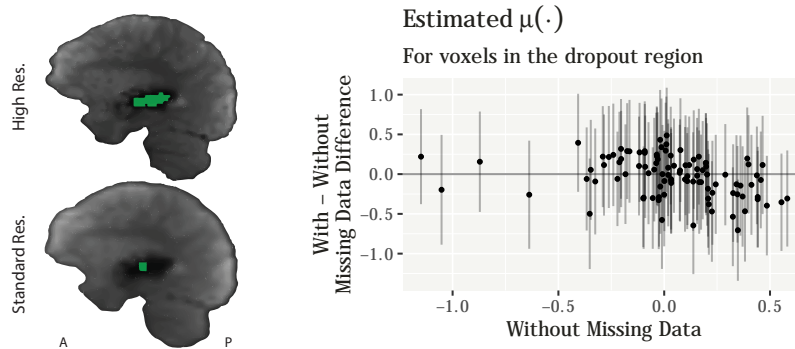 High Res.
Standard Res.
A
P
Estimated μ(·)
For voxels in the dropout region
With − Without
Missing Data Difference
1.0
0.5
0.0
−0.5
−1.0
−1.0
−0.5
0.0
0.5
Without Missing Data